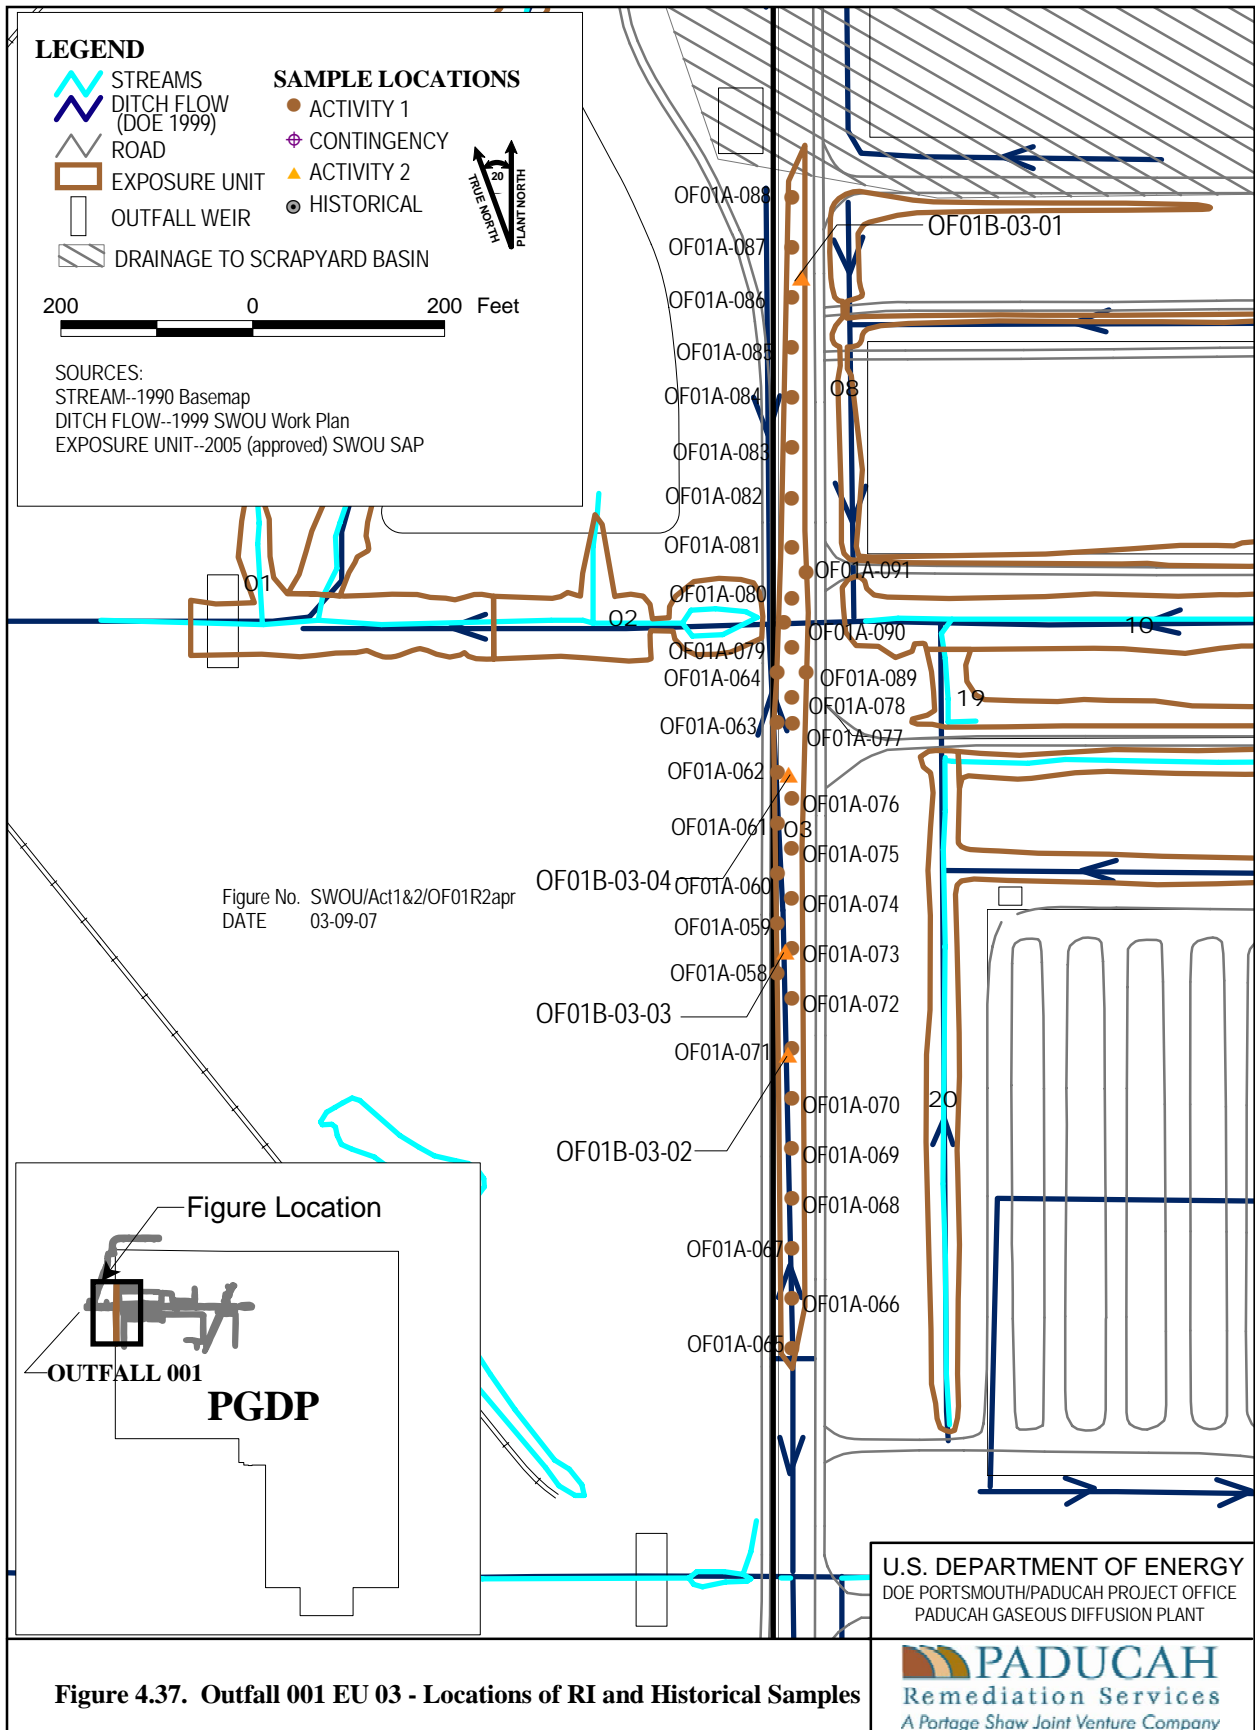 LEGEND
STREAMS
DITCH FLOW
(DOE 1999)
ROAD
EXPOSURE UNIT
OUTFALL WEIR
DRAINAGE TO SCRAPYARD BASIN
SAMPLE LOCATIONS
ACTIVITY 1
CONTINGENCY
ACTIVITY 2
HISTORICAL
20
TRUE NORTH
PLANT NORTH
200 0 200 Feet
SOURCES:
STREAM--1990 Basemap
DITCH FLOW--1999 SWOU Work Plan
EXPOSURE UNIT--2005 (approved) SWOU SAP
OF01A-088
OF01B-03-01
OF01A-087
OF01A-086
OF01A-085
OF01A-084
08
OF01A-083
OF01A-082
OF01A-081
OF01A-091
01
OF01A-080
02
OF01A-090
10
OF01A-079
OF01A-064
OF01A-089
19
OF01A-078
OF01A-063
OF01A-077
OF01A-062
OF01A-076
OF01A-061
03
OF01A-075
OF01B-03-04
OF01A-060
OF01A-074
OF01A-059
OF01A-073
OF01A-058
OF01A-072
OF01B-03-03
OF01A-071
OF01A-070
20
OF01B-03-02
OF01A-069
OF01A-068
OF01A-067
OF01A-066
OF01A-065
Figure No. SWOU/Act1&2/OF01R2apr
DATE 03-09-07
Figure Location
OUTFALL 001
PGDP
U.S. DEPARTMENT OF ENERGY
DOE PORTSMOUTH/PADUCAH PROJECT OFFICE
PADUCAH GASEOUS DIFFUSION PLANT
Figure 4.37. Outfall 001 EU 03 - Locations of RI and Historical Samples
PADUCAH
Remediation Services
A Portage Shaw Joint Venture Company